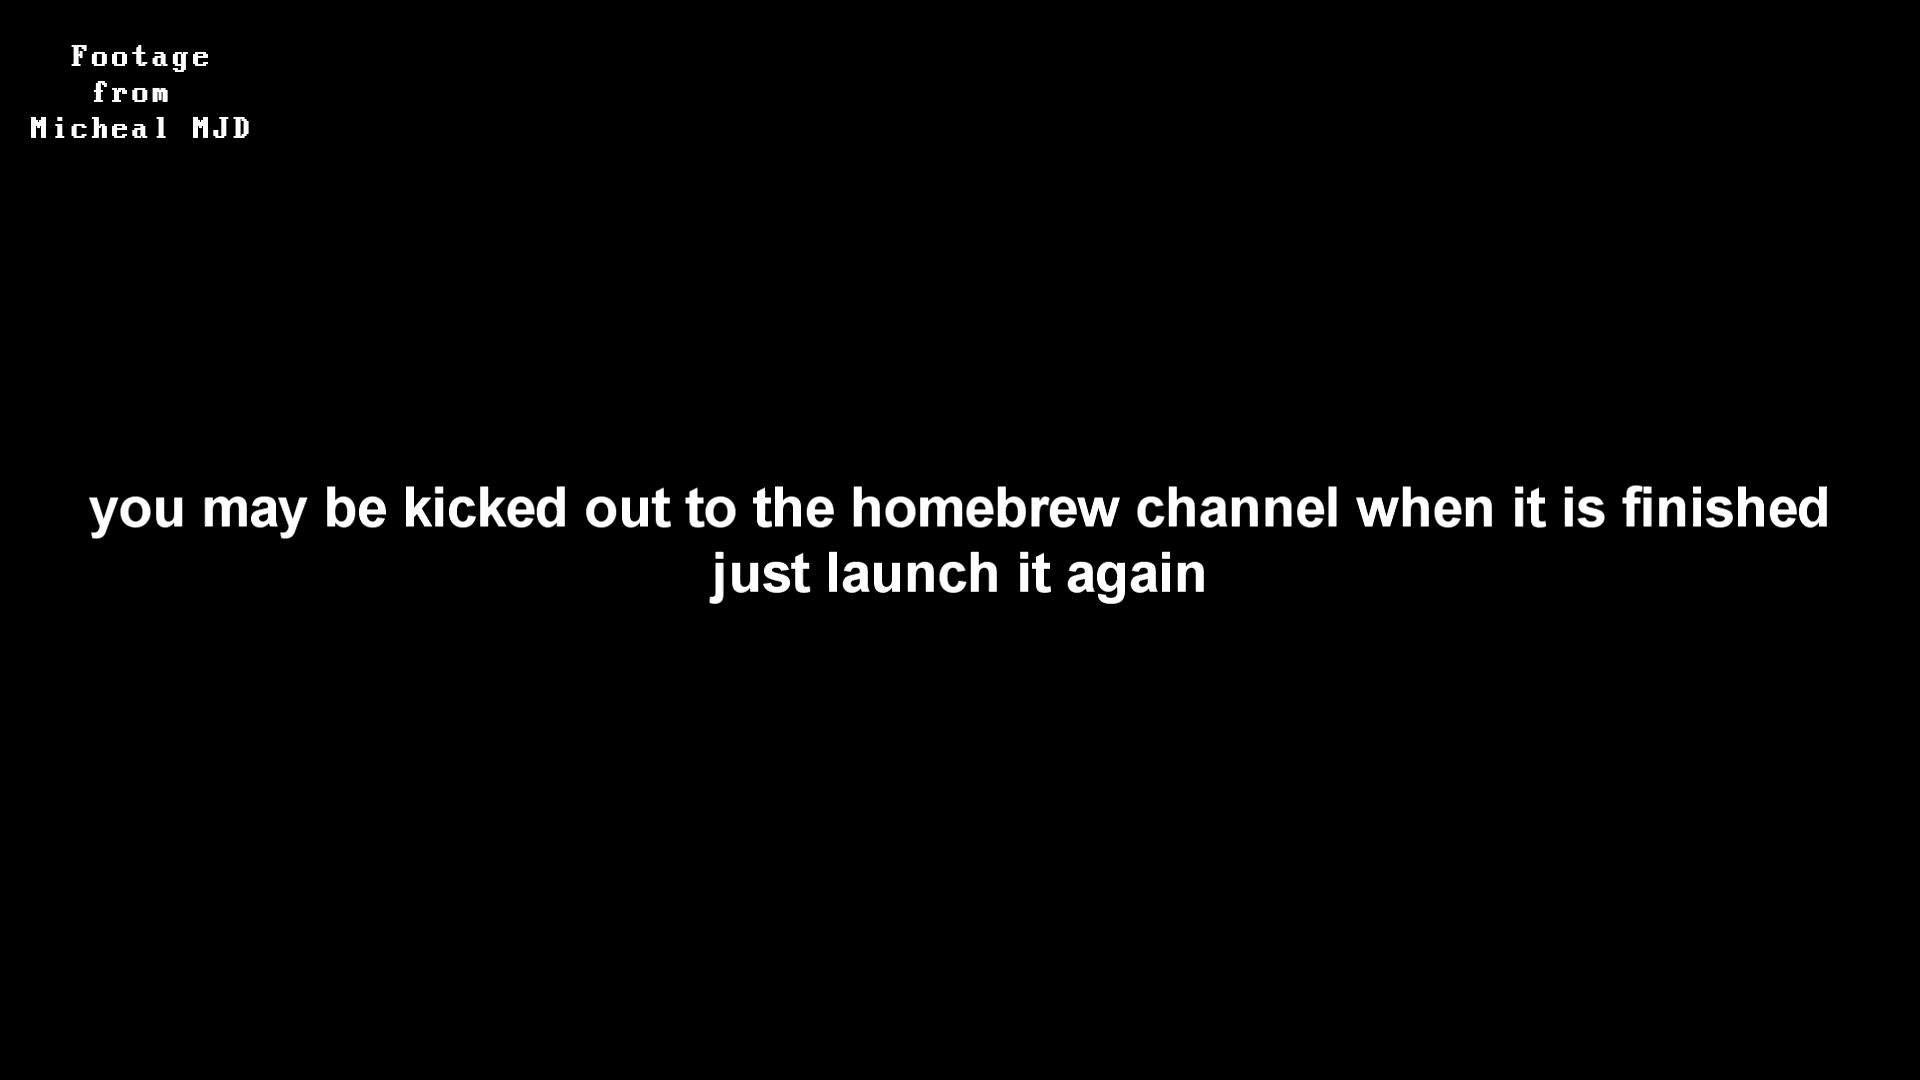 Footage
from
Micheal MJD
you may be kicked out to the homebrew channel when it is finished
just launch it again